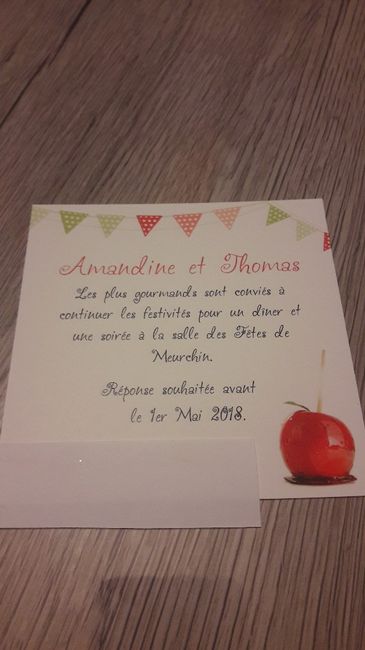 Amandine et Thomas
Les plus gourmands sont conviés à
continuer les festivités pour un dîner et
une soirée à la salle des Fêtes de
Meurchin.
Réponse souhaitée avant
le 1er Mai 2018.